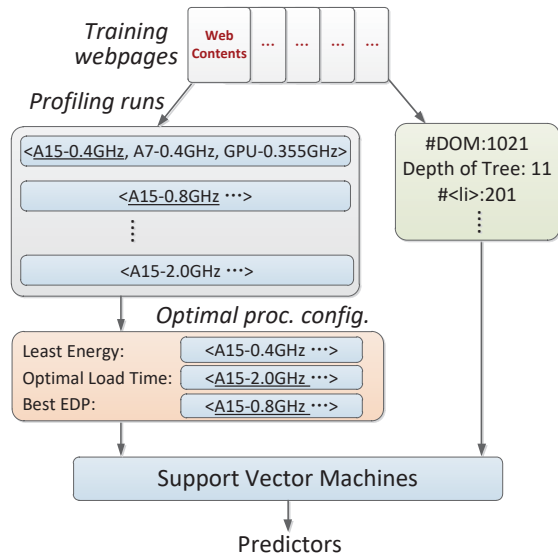 Training
webpages
Web
Contents
...
...
...
...
Profiling runs
<A15-0.4GHz, A7-0.4GHz, GPU-0.355GHz>
<A15-0.8GHz ···>
<A15-2.0GHz ···>
#DOM:1021
Depth of Tree: 11
#<li>:201
Optimal proc. config.
Least Energy: <A15-0.4GHz ···>
Optimal Load Time: <A15-2.0GHz ···>
Best EDP: <A15-0.8GHz ···>
Support Vector Machines
Predictors